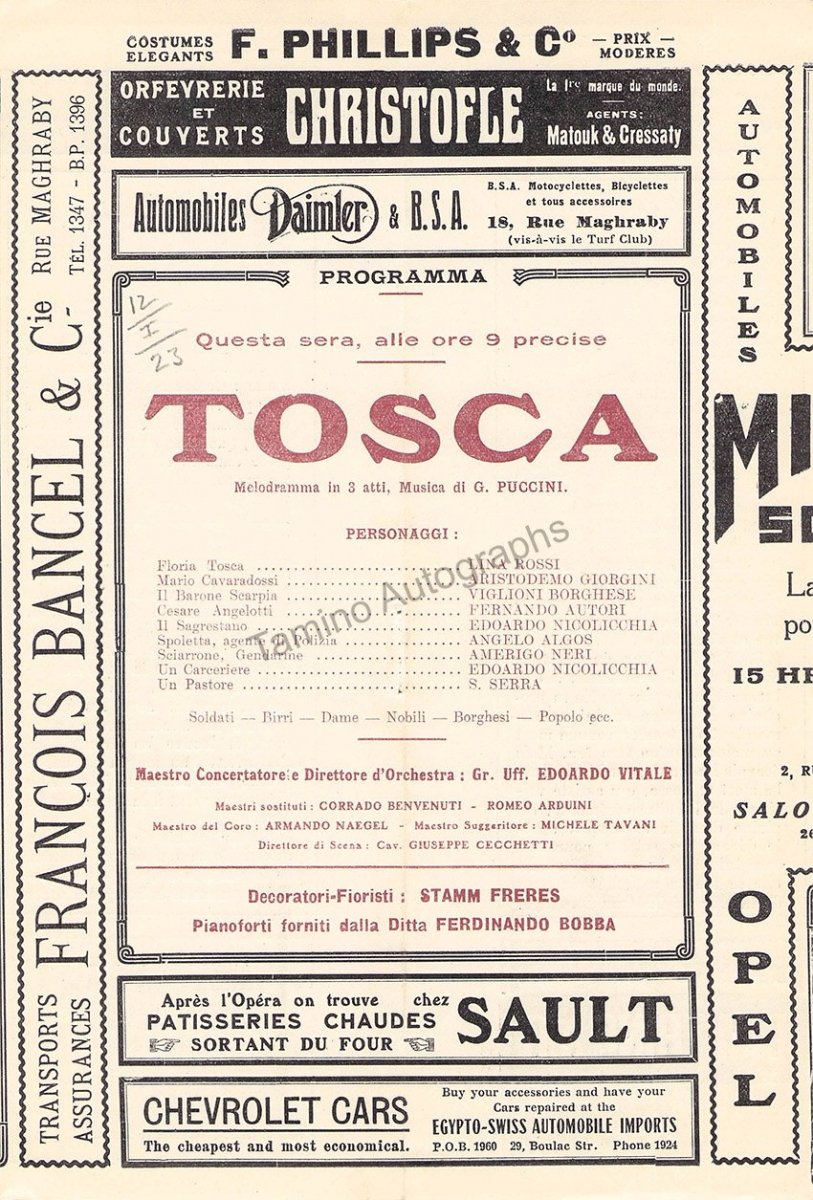 COSTUMES ELEGANTS F. PHILLIPS & Cº — PRIX — MODERES
ORFEVRERIE ET COUVERTS CHRISTOFLE La 1re marque du monde.
AGENTS:
Matouk & Cressaty
Automobiles Daimler & B.S.A. B.S.A. Motocyclettes, Bicyclettes
et tous accessoires
18, Rue Maghraby
(vis-à-vis le Turf Club)
TRANSPORTS ASSURANCES FRANÇOIS BANCEL & Cie RUE MAGHRABY TÉL. 1347 - B.P. 1396
PROGRAMMA
12/I/23
Questa sera, alle ore 9 precise
TOSCA
Melodramma in 3 atti, Musica di G. PUCCINI.
PERSONAGGI :
Floria Tosca ........................ LINA ROSSI
Mario Cavaradossi ........................ ARISTODEMO GIORGINI
Il Barone Scarpia ........................ VIGLIONI BORGHESE
Cesare Angelotti ........................ FERNANDO AUTORI
Il Sagrestano ........................ EDOARDO NICOLICCHIA
Spoletta, agente di Polizia ........................ ANGELO ALGOS
Sciarrone, Gendarme ........................ AMERIGO NERI
Un Carceriere ........................ EDOARDO NICOLICCHIA
Un Pastore ........................ S. SERRA
Soldati — Birri — Dame — Nobili — Borghesi — Popolo ecc.
Maestro Concertatore e Direttore d'Orchestra : Gr. Uff. EDOARDO VITALE
Maestri sostituti : CORRADO BENVENUTI - ROMEO ARDUINI
Maestro del Coro : ARMANDO NAEGEL - Maestro Suggeritore : MICHELE TAVANI
Direttore di Scena : Cav. GIUSEPPE CECCHETTI
Decoratori-Fioristi : STAMM FRERES
Pianoforti forniti dalla Ditta FERDINANDO BOBBA
Tamino Autographs
Après l'Opéra on trouve chez
PATISSERIES CHAUDES
SORTANT DU FOUR
SAULT
CHEVROLET CARS
The cheapest and most economical.
Buy your accessories and have your
Cars repaired at the
EGYPTO-SWISS AUTOMOBILE IMPORTS
P.O.B. 1960 29, Boulac Str. Phone 1924
AUTOMOBILES
OPEL
15
2,